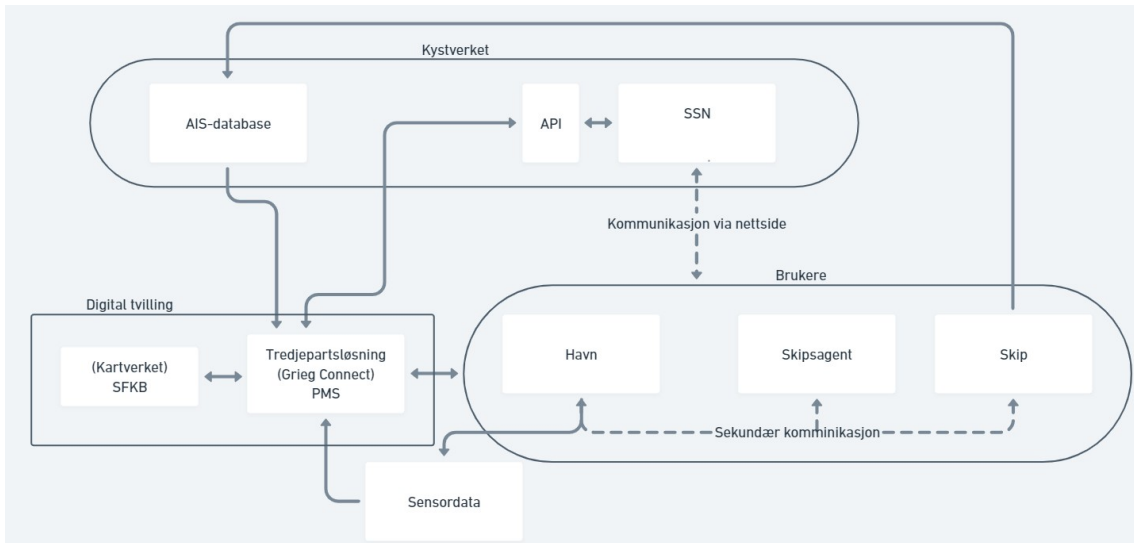 Kystverket
AIS-database
API
SSN
Kommunikasjon via nettside
Brukere
Digital tvilling
(Kartverket)
SFKB
Tredjepartsløsning
(Grieg Connect)
PMS
Havn
Skipsagent
Skip
Sekundær komminikasjon
Sensordata